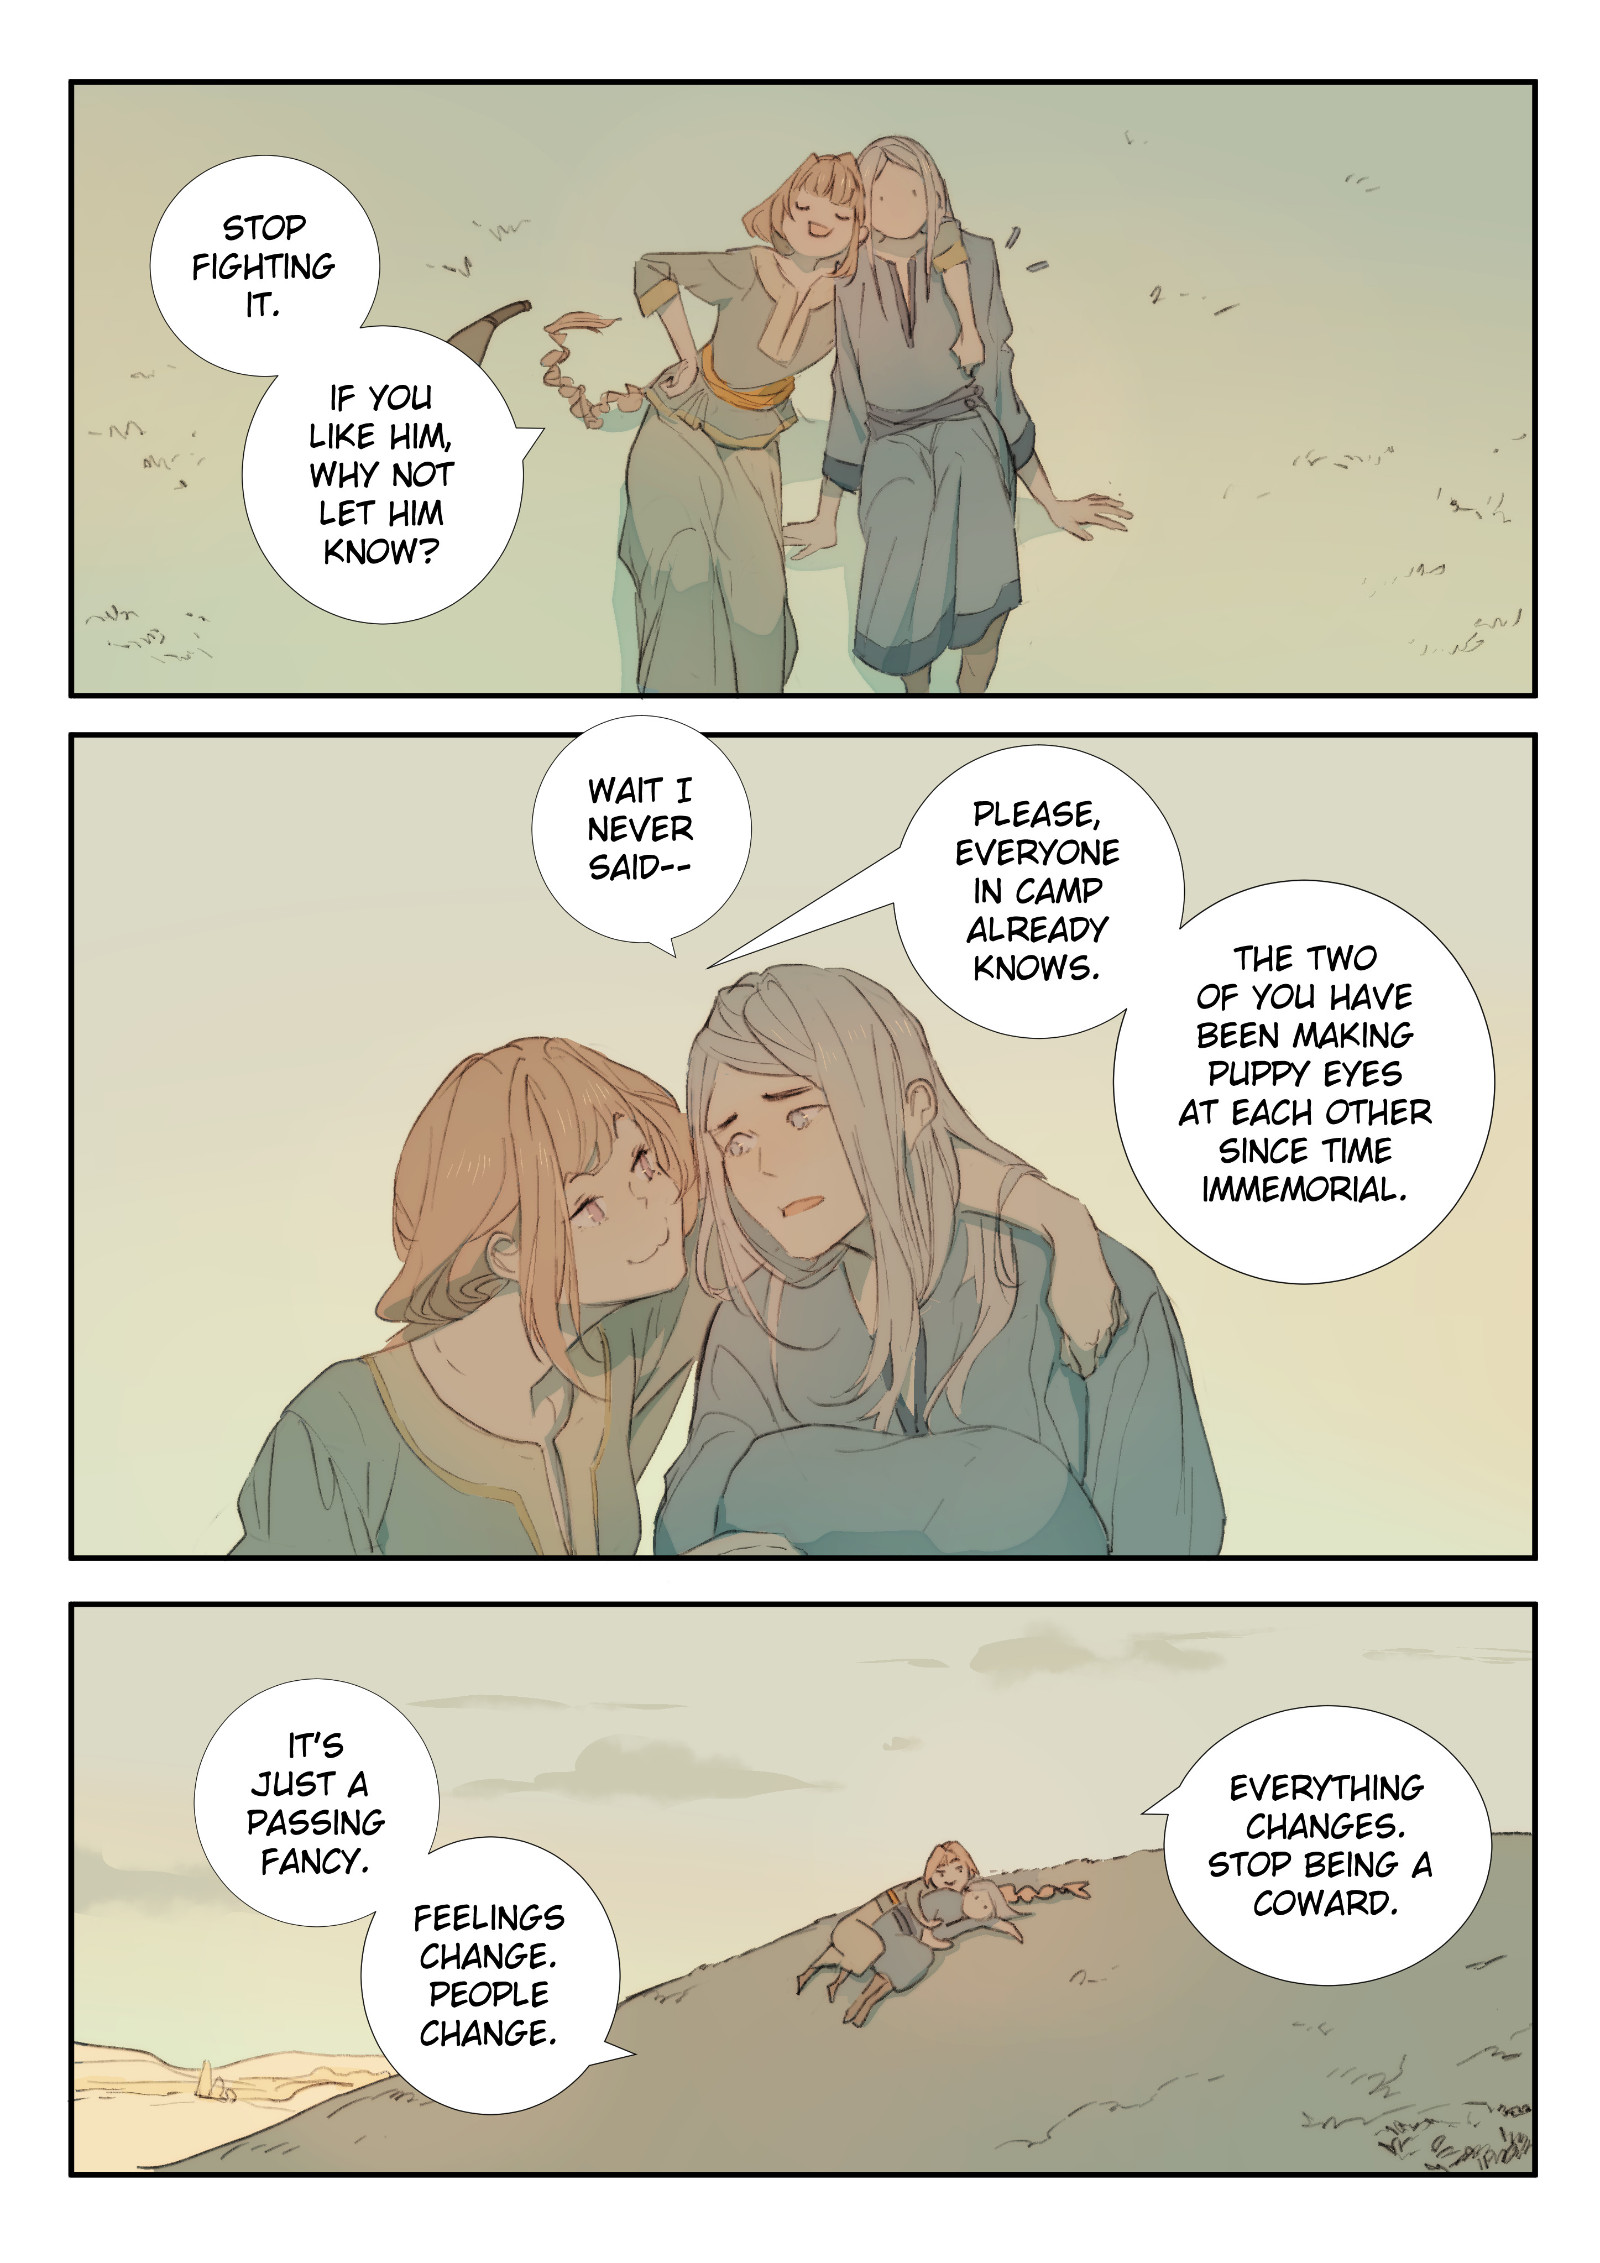 STOP
FIGHTING
IT.
IF YOU
LIKE HIM,
WHY NOT
LET HIM
KNOW?
WAIT I
NEVER
SAID--
PLEASE,
EVERYONE
IN CAMP
ALREADY
KNOWS.
THE TWO
OF YOU HAVE
BEEN MAKING
PUPPY EYES
AT EACH OTHER
SINCE TIME
IMMEMORIAL.
IT'S
JUST A
PASSING
FANCY.
FEELINGS
CHANGE.
PEOPLE
CHANGE.
EVERYTHING
CHANGES.
STOP BEING A
COWARD.